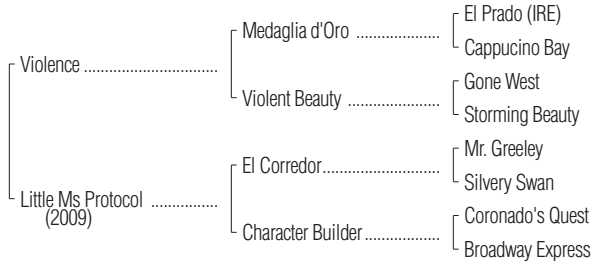 El Prado (IRE)
Medaglia d'Oro ..................
Cappucino Bay
Violence .............................
Gone West
Violent Beauty ....................
Storming Beauty
Mr. Greeley
El Corredor.........................
Silvery Swan
Little Ms Protocol ................
(2009)
Coronado's Quest
Character Builder................
Broadway Express